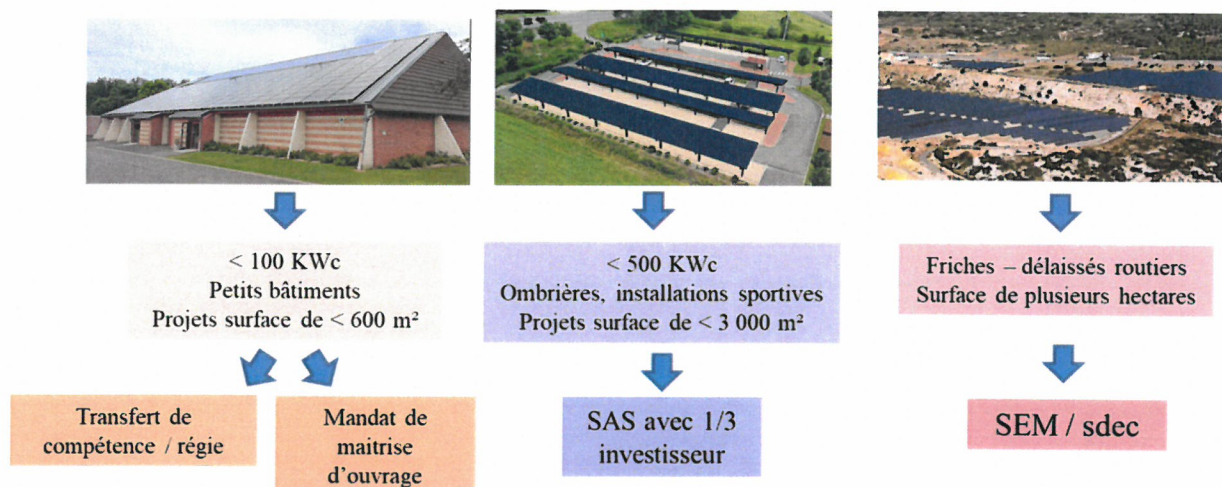 < 100 KWc
Petits bâtiments
Projets surface de < 600 m²
< 500 KWc
Ombrières, installations sportives
Projets surface de < 3 000 m²
Friches – délaissés routiers
Surface de plusieurs hectares
Transfert de
compétence / régie
Mandat de
maitrise
d'ouvrage
SAS avec 1/3
investisseur
SEM / sdec